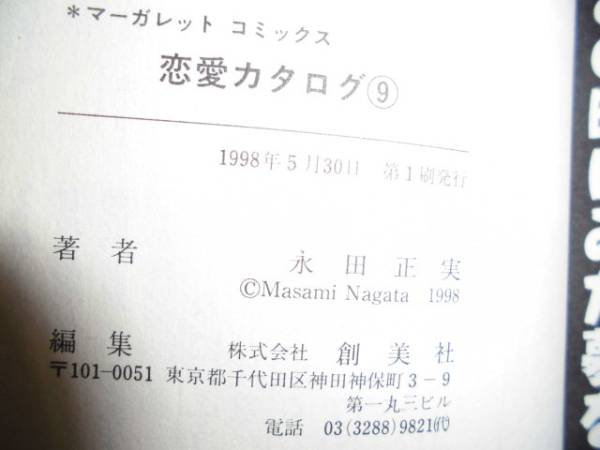 *マーガレット コミックス
恋愛カタログ⑨
1998年5月30日 第1刷発行
著者 永田正実
©Masami Nagata 1998
編集 株式会社 創美社
〒101-0051 東京都千代田区神田神保町3-9
第一丸三ビル
電話 03(3288)9821㈹